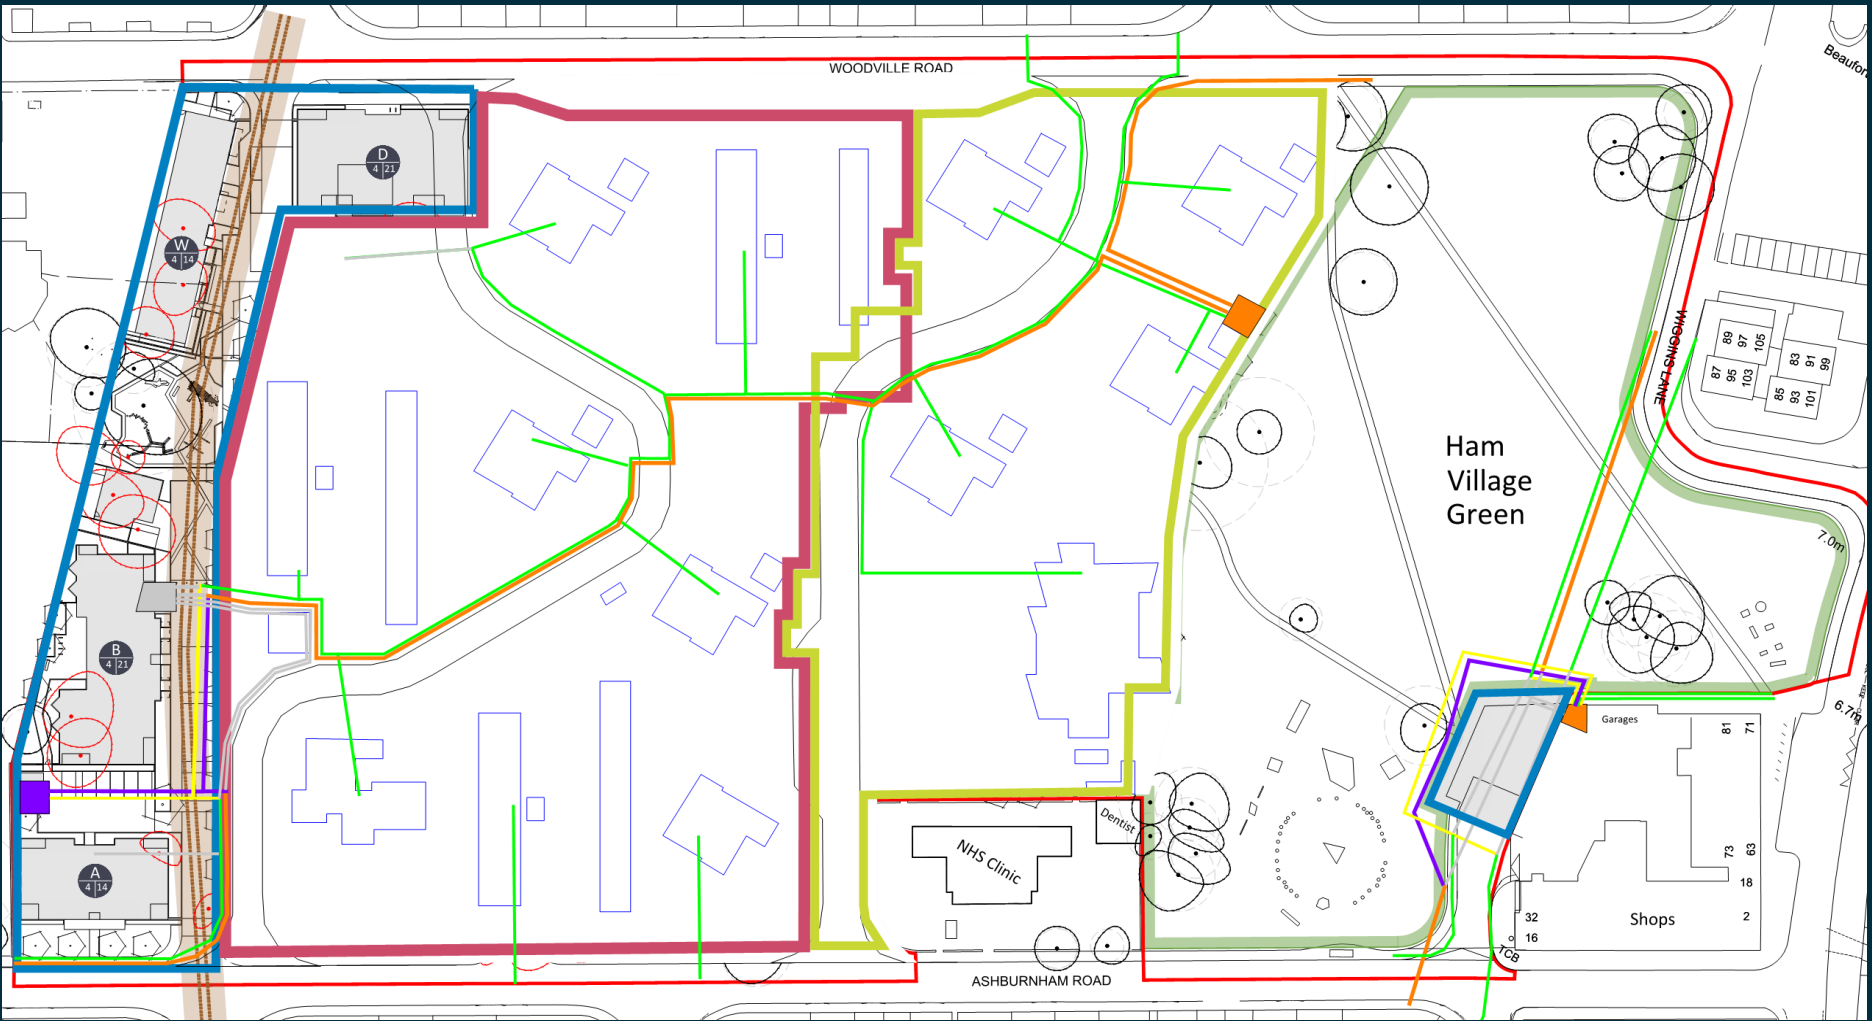 WOODVILLE ROAD
Beaufor
D
4 21
W
4 14
WIGGINS LANE
89
97
105
87
95
103
83
91
99
85
93
101
Ham
Village
Green
7.0m
6.7m
B
4 21
Garages
81
71
Dentist
NHS Clinic
73
63
18
2
32
16
Shops
A
4 14
TCB
ASHBURNHAM ROAD